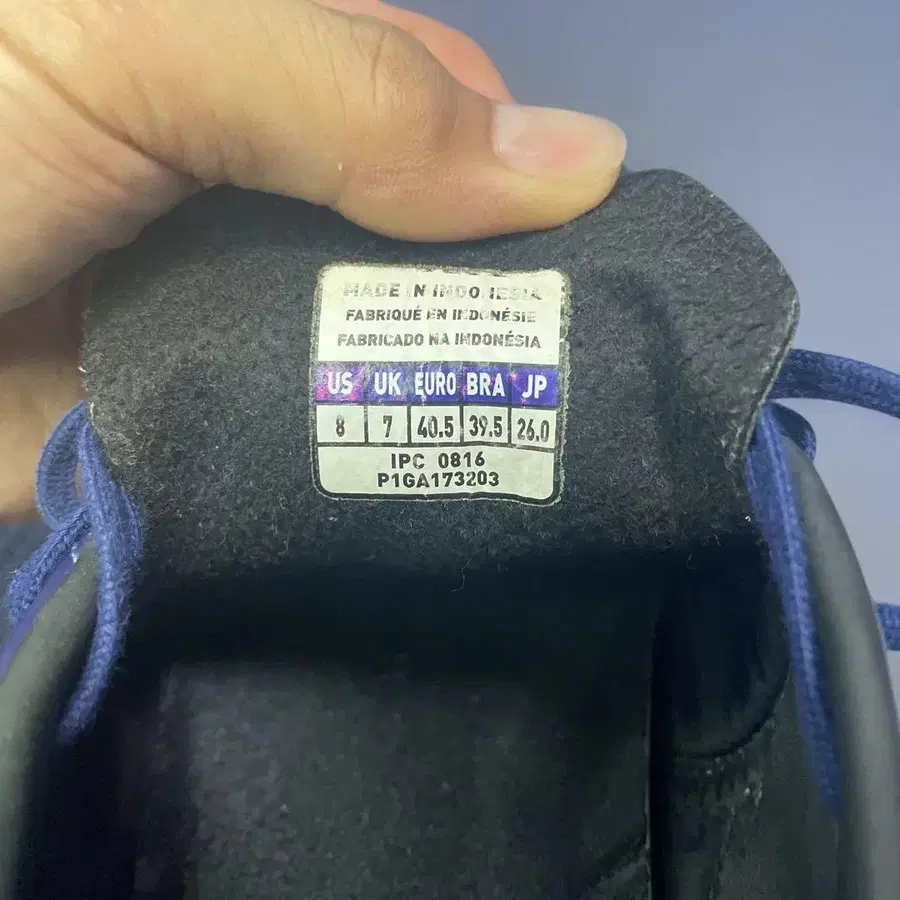 MADE IN INDONESIA
FABRIQUÉ EN INDONÉSIE
FABRICADO NA INDONÉSIA
US UK EURO BRA JP
8 7 40.5 39.5 26.0
IPC 0816
P1GA173203